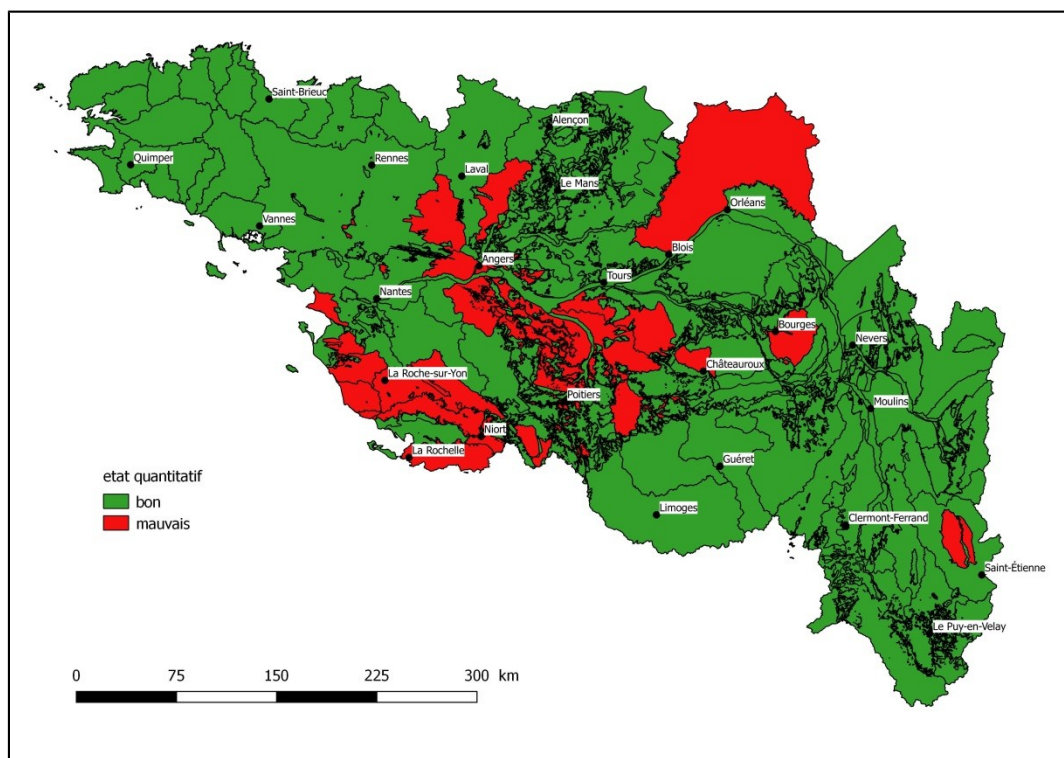 Saint-Brieuc
Alençon
Quimper
Rennes
Laval
Le Mans
Orléans
Vannes
Blois
Angers
Tours
Nantes
Bourges
Nevers
Châteauroux
La Roche-sur-Yon
Poitiers
Moulins
Niort
La Rochelle
Guéret
etat quantitatif
bon
mauvais
Limoges
Clermont-Ferrand
Saint-Étienne
Le Puy-en-Velay
0 75 150 225 300 km